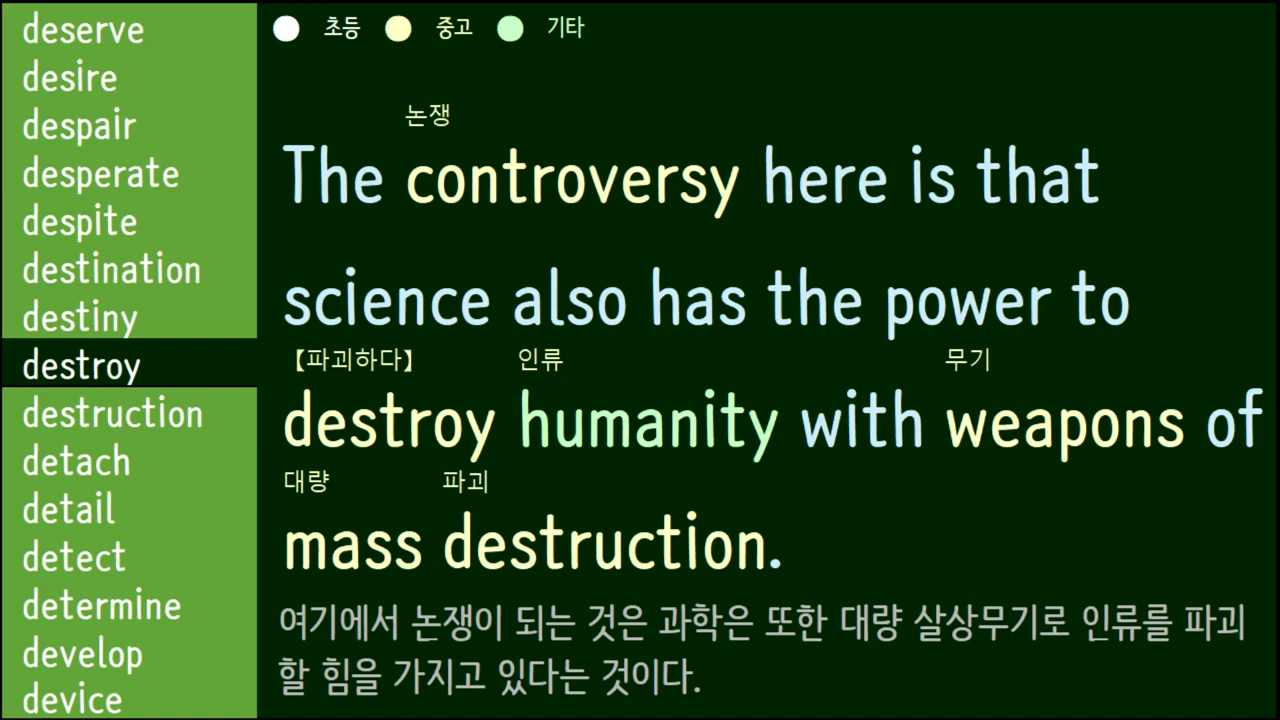 deserve
desire
despair
desperate
despite
destination
destiny
destroy
destruction
detach
detail
detect
determine
develop
device
초등 중고 기타
논쟁
The controversy here is that
science also has the power to
【파괴하다】 인류 무기
destroy humanity with weapons of
대량 파괴
mass destruction.
여기에서 논쟁이 되는 것은 과학은 또한 대량 살상무기로 인류를 파괴
할 힘을 가지고 있다는 것이다.